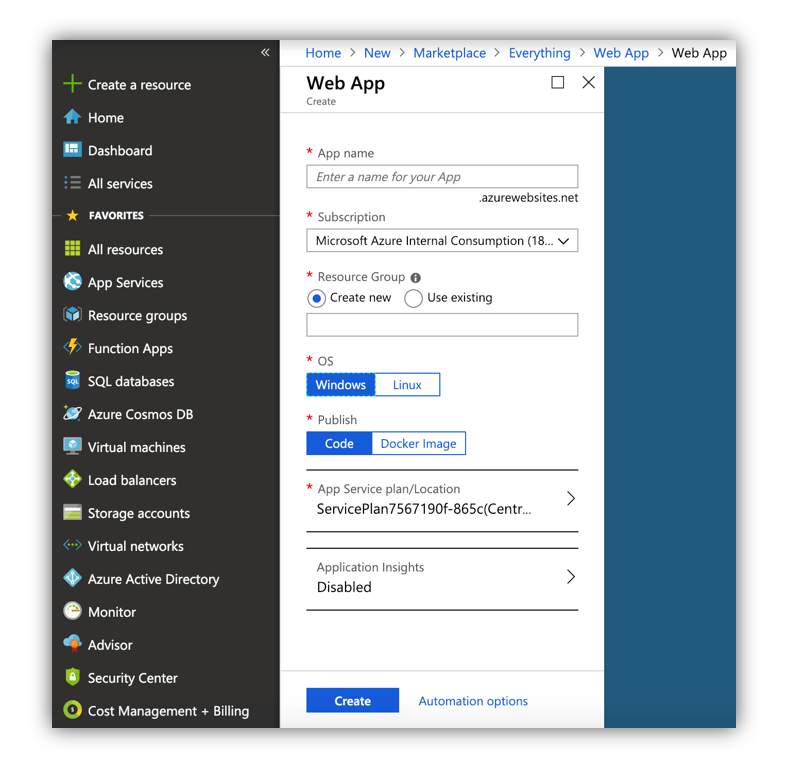 «
Create a resource
Home
Dashboard
All services
FAVORITES
All resources
App Services
Resource groups
Function Apps
SQL databases
Azure Cosmos DB
Virtual machines
Load balancers
Storage accounts
Virtual networks
Azure Active Directory
Monitor
Advisor
Security Center
Cost Management + Billing
Home > New > Marketplace > Everything > Web App > Web App
Web App
Create
* App name
Enter a name for your App
.azurewebsites.net
* Subscription
Microsoft Azure Internal Consumption (18...
* Resource Group
Create new Use existing
* OS
Windows Linux
* Publish
Code Docker Image
* App Service plan/Location
ServicePlan7567190f-865c(Centr...
Application Insights
Disabled
Create Automation options